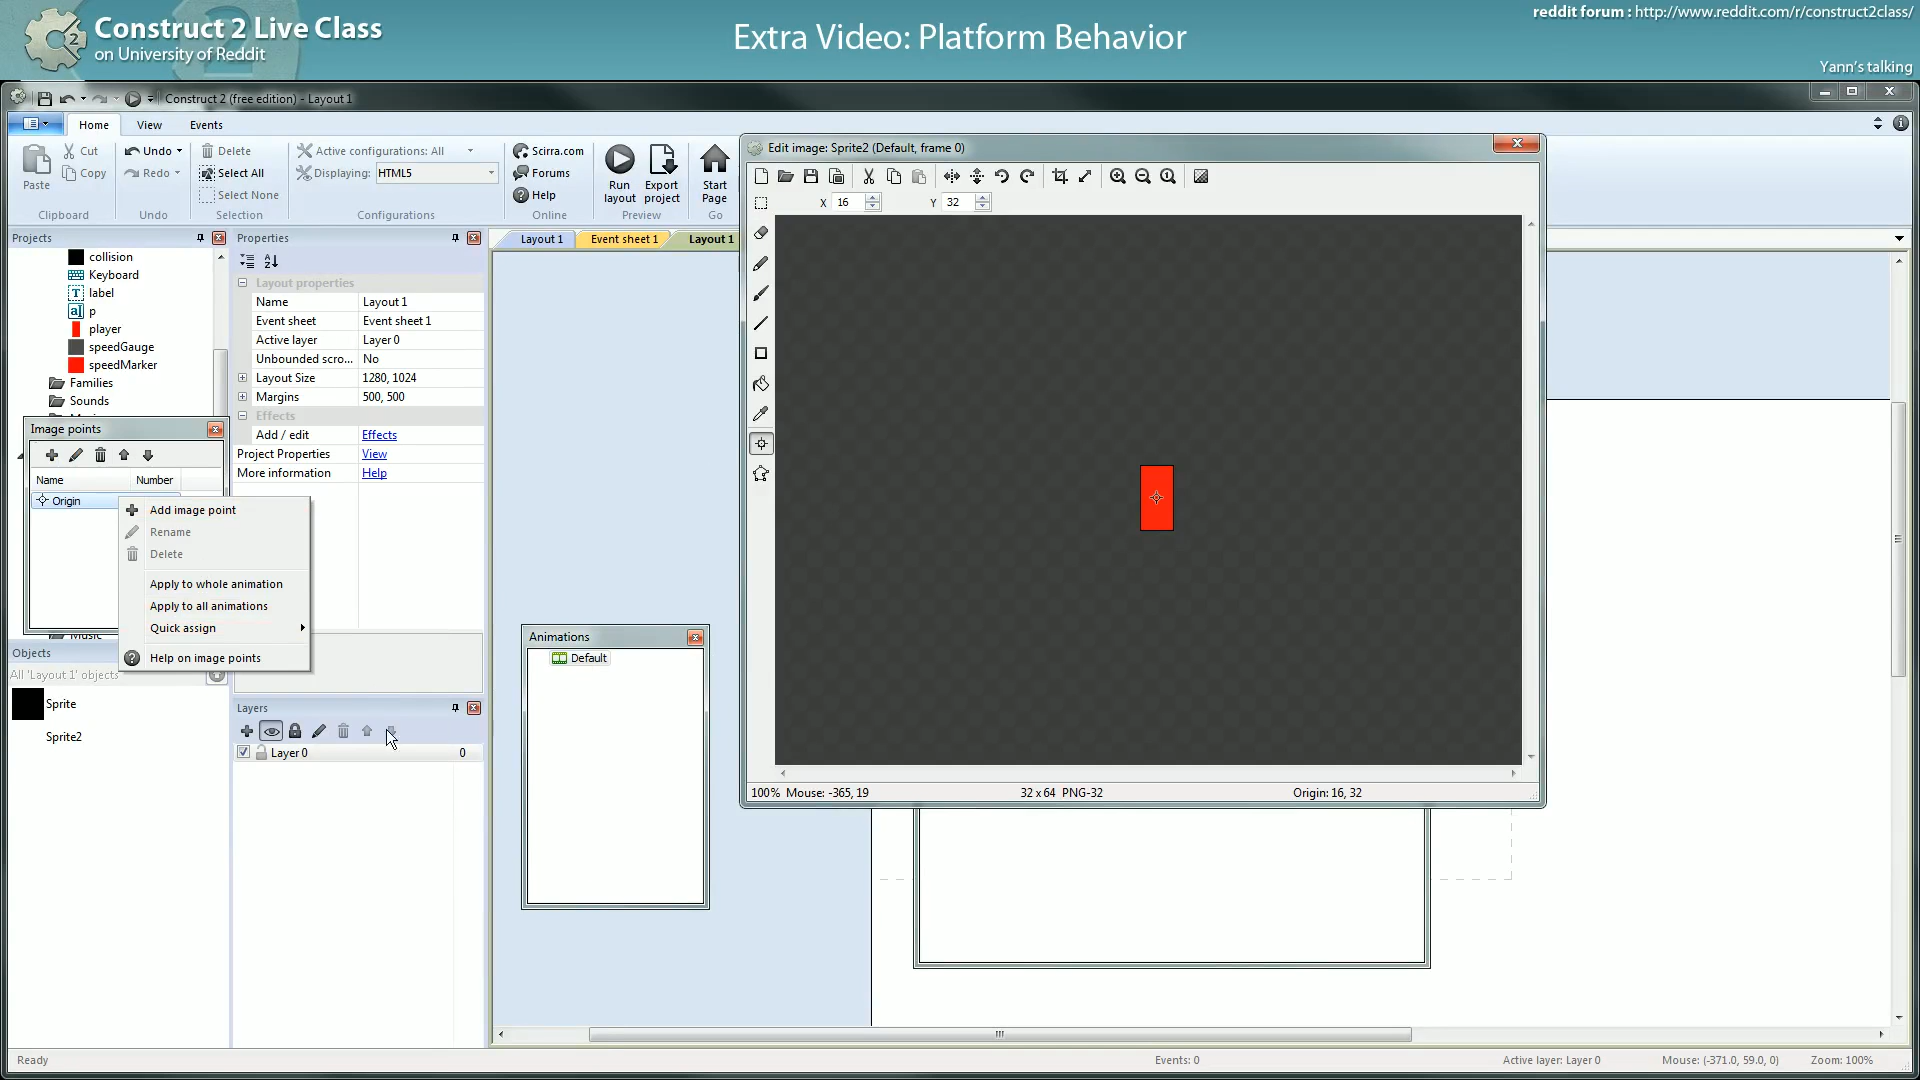 Construct 2 Live Class
on University of Reddit
Extra Video: Platform Behavior
reddit forum : http://www.reddit.com/r/construct2class/
Yann's talking
Construct 2 (free edition) - Layout 1
Home
View
Events
Paste
Cut
Copy
Clipboard
Undo
Redo
Undo
Delete
Select All
Select None
Selection
Active configurations: All
Displaying: HTML5
Configurations
Scirra.com
Forums
Help
Online
Run layout
Export project
Preview
Start Page
Go
Projects
collision
Keyboard
label
p
player
speedGauge
speedMarker
Families
Sounds
Music
Image points
Name Number
Origin
Add image point
Rename
Delete
Apply to whole animation
Apply to all animations
Quick assign
Help on image points
Objects
All 'Layout 1' objects
Sprite
Sprite2
Properties
Layout properties
Name Layout 1
Event sheet Event sheet 1
Active layer Layer 0
Unbounded scro... No
Layout Size 1280, 1024
Margins 500, 500
Effects
Add / edit Effects
Project Properties View
More information Help
Layers
Layer 0 0
Layout 1
Event sheet 1
Layout 1
Animations
Default
Edit image: Sprite2 (Default, frame 0)
X 16 Y 32
100% Mouse: -365, 19 32 x 64 PNG-32 Origin: 16, 32
Ready
Events: 0
Active layer: Layer 0
Mouse: (-371.0, 59.0, 0)
Zoom: 100%